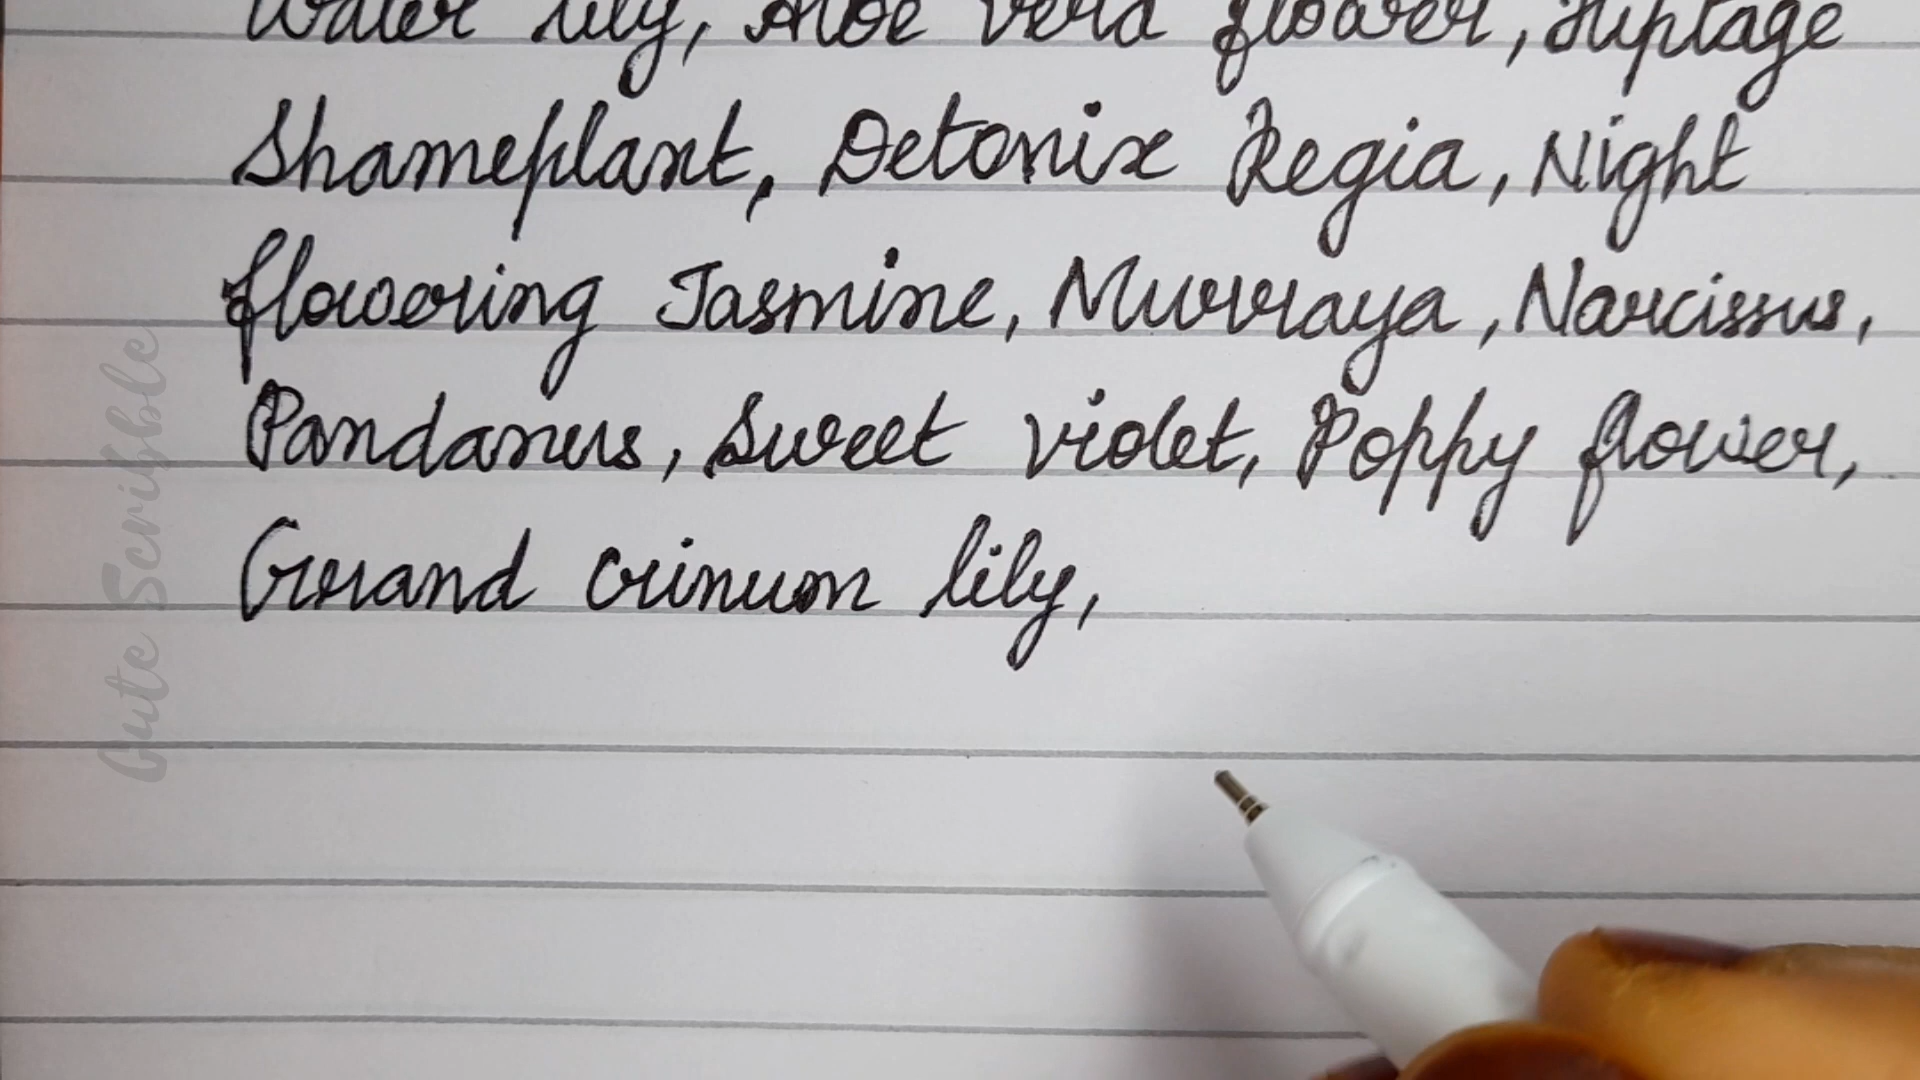 Water lily, Aloe vera flower, Hiptage
Shameplant, Detonix Regia, Night
flowering Jasmine, Murraya, Narcissus,
Pandanus, Sweet violet, Poppy flower,
Grand crinum lily,
Cute Scribble